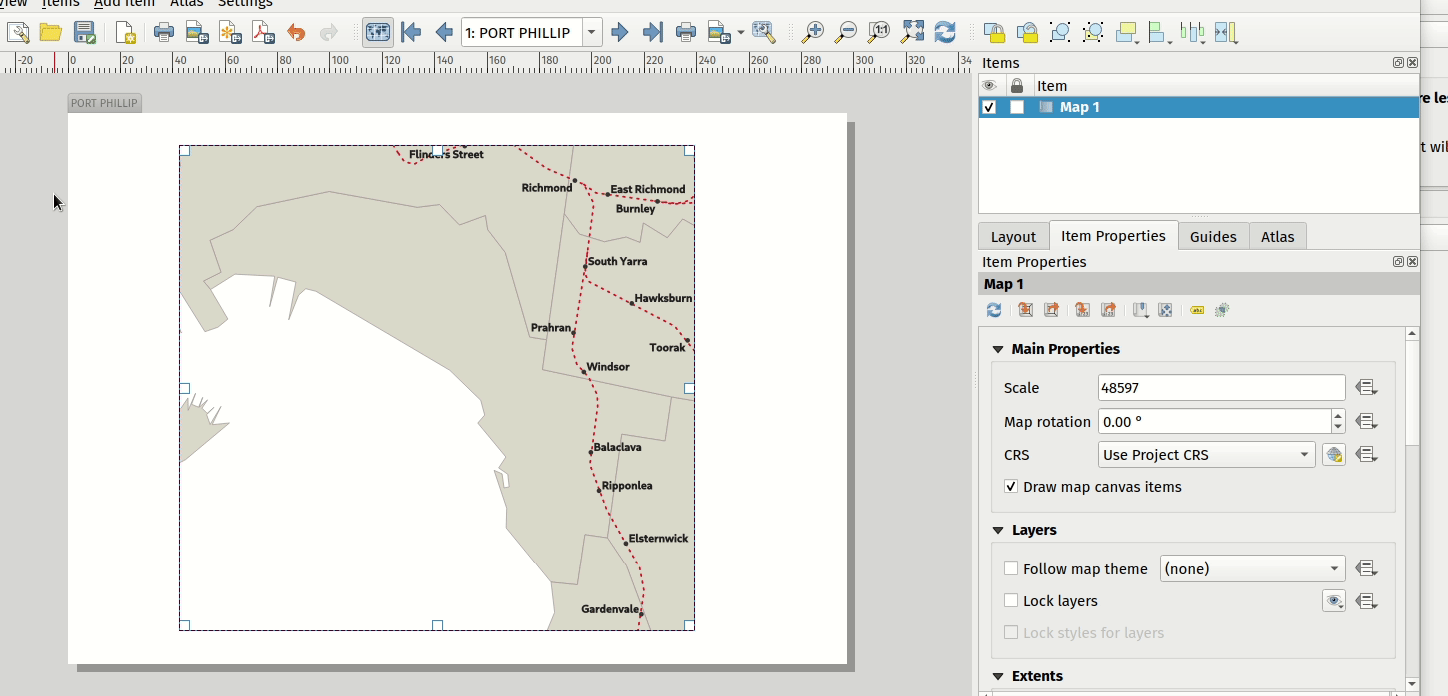 View Items Add Item Atlas Settings
1: PORT PHILLIP
1:1
-20 0 20 40 60 80 100 120 140 160 180 200 220 240 260 280 300 320 34
PORT PHILLIP
Flinders Street
Richmond
East Richmond
Burnley
South Yarra
Hawksburn
Prahran
Toorak
Windsor
Balaclava
Ripponlea
Elsternwick
Gardenvale
Items
Item
Map 1
Layout Item Properties Guides Atlas
Item Properties
Map 1
abc
Main Properties
Scale 48597
Map rotation 0.00 °
CRS Use Project CRS
Draw map canvas items
Layers
Follow map theme (none)
Lock layers
Lock styles for layers
Extents
re les
t wil